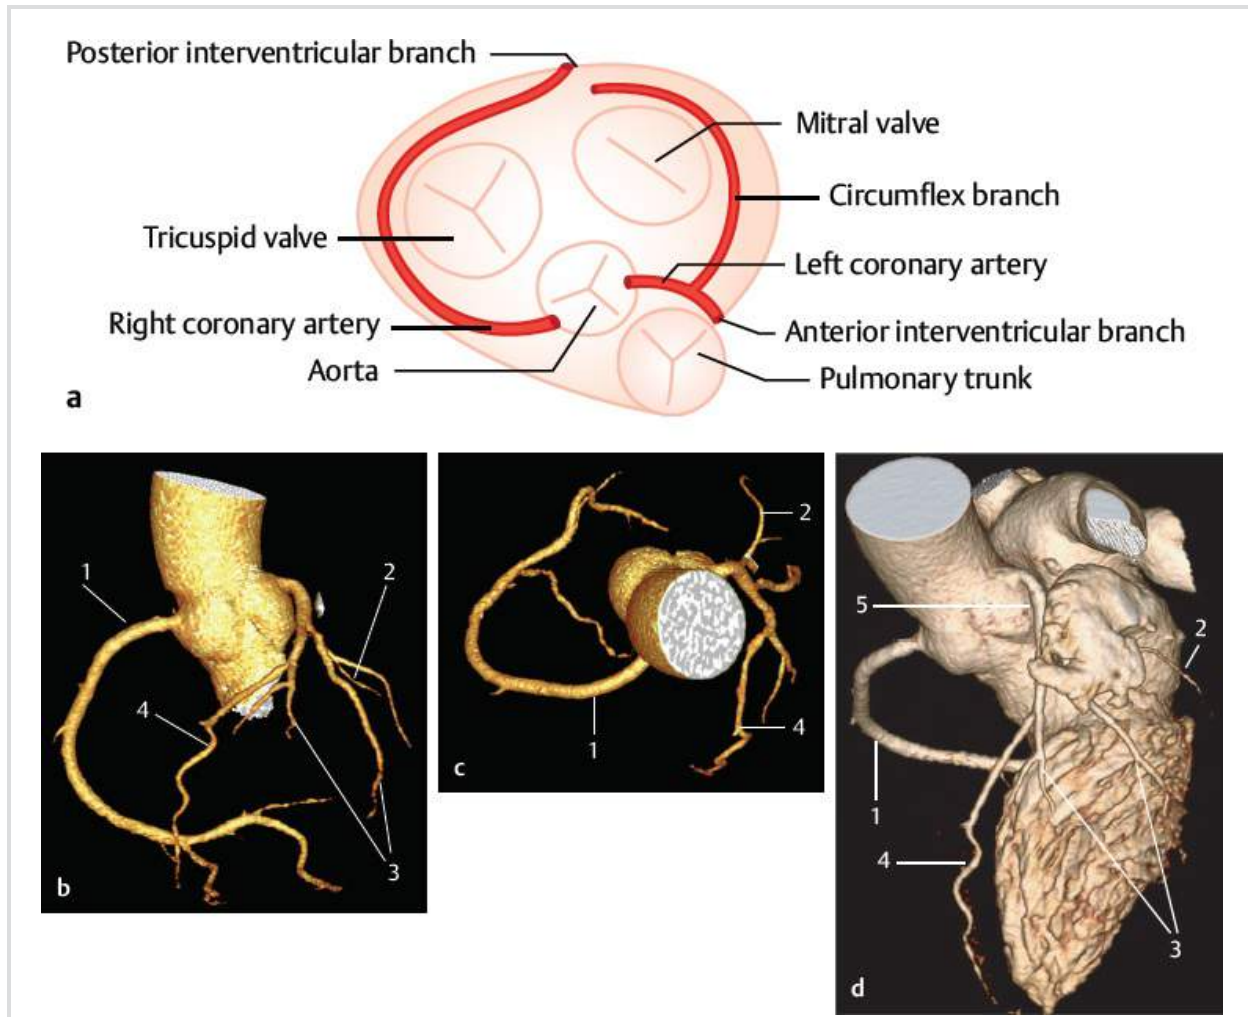 Posterior interventricular branch
Mitral valve
Circumflex branch
Tricuspid valve
Left coronary artery
Right coronary artery
Anterior interventricular branch
Aorta
Pulmonary trunk
a
1
2
4
3
b
2
1
4
c
5
2
1
4
3
d